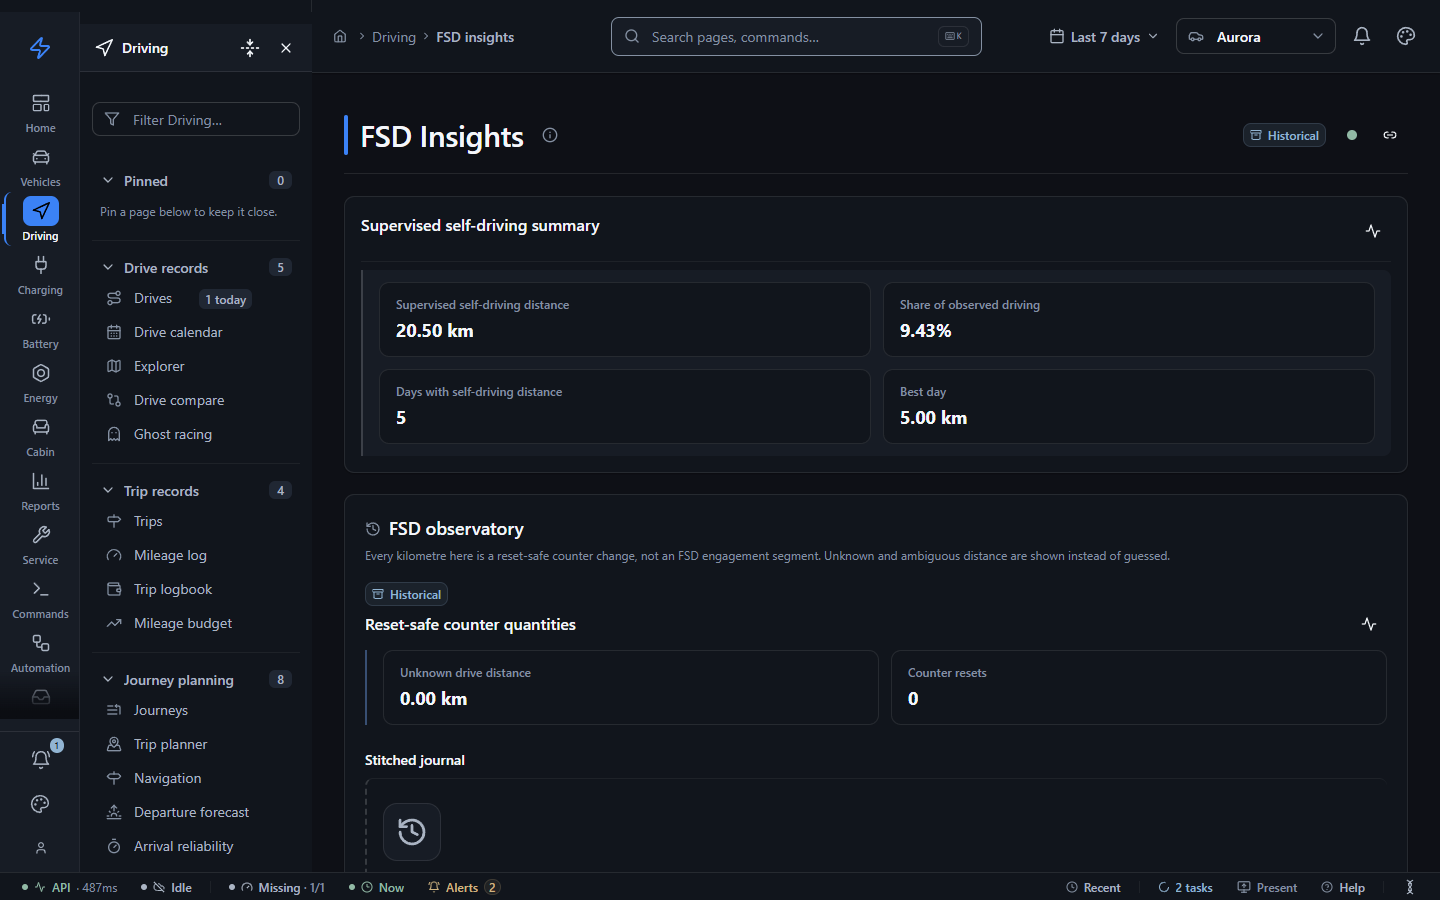 Driving
Driving
FSD insights
Search pages, commands...
K
Last 7 days
Aurora
Home
Vehicles
Driving
Charging
Battery
Energy
Cabin
Reports
Service
Commands
Automation
1
Filter Driving...
Pinned
0
Pin a page below to keep it close.
Drive records
5
Drives
1 today
Drive calendar
Explorer
Drive compare
Ghost racing
Trip records
4
Trips
Mileage log
Trip logbook
Mileage budget
Journey planning
8
Journeys
Trip planner
Navigation
Departure forecast
Arrival reliability
FSD Insights
Historical
Supervised self-driving summary
Supervised self-driving distance
20.50 km
Share of observed driving
9.43%
Days with self-driving distance
5
Best day
5.00 km
FSD observatory
Every kilometre here is a reset-safe counter change, not an FSD engagement segment. Unknown and ambiguous distance are shown instead of guessed.
Historical
Reset-safe counter quantities
Unknown drive distance
0.00 km
Counter resets
0
Stitched journal
API · 487ms
Idle
Missing · 1/1
Now
Alerts 2
Recent
2 tasks
Present
Help